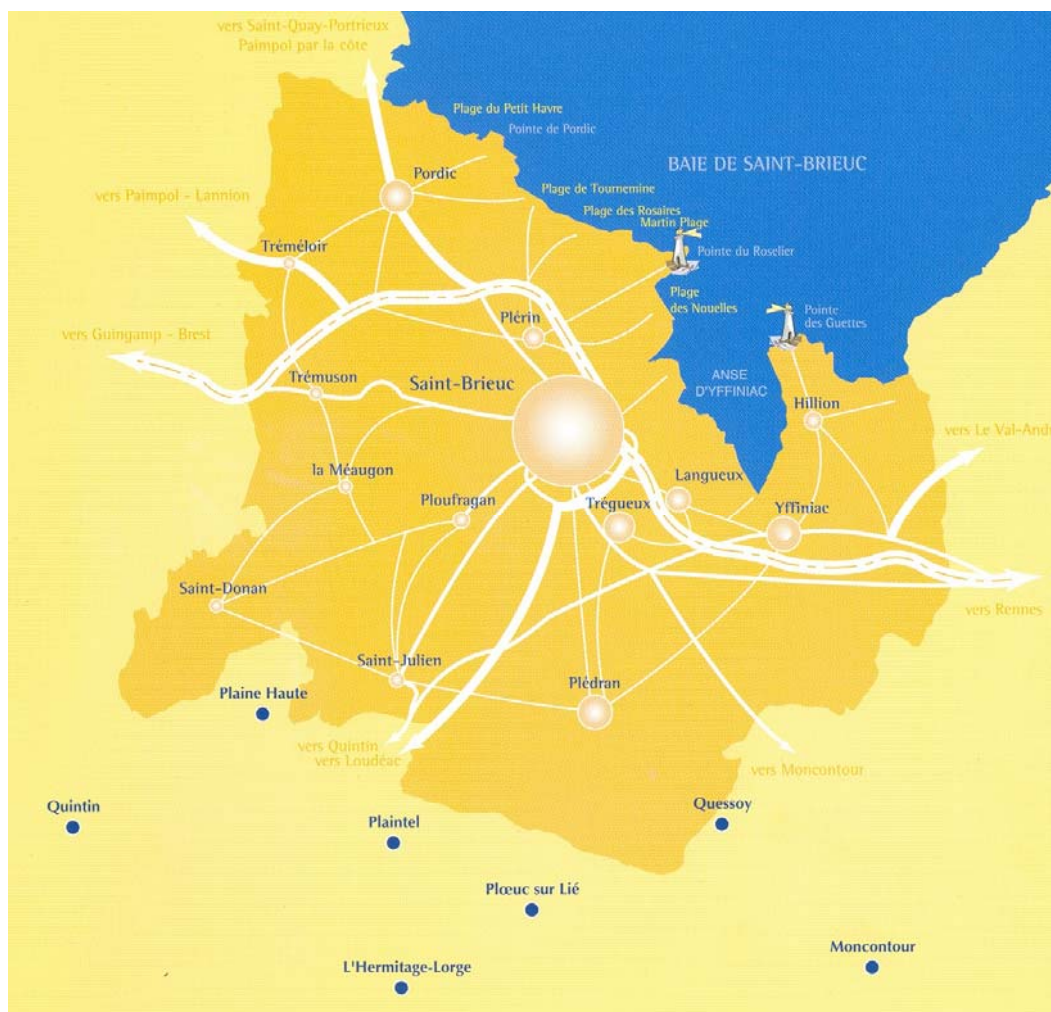 vers Saint-Quay-Portrieux
Paimpol par la côte
Plage du Petit Havre
Pointe de Pordic
BAIE DE SAINT-BRIEUC
Pordic
vers Paimpol - Lannion
Plage de Tournemine
Plage des Rosaires
Martin Plage
Tréméloir
Pointe du Roselier
Plage
des Nouelles
Plérin
Pointe
des Guettes
vers Guingamp - Brest
Trémuson
Saint-Brieuc
ANSE
D'YFFINIAC
Hillion
vers Le Val-And
la Méaugon
Ploufragan
Langueux
Trégueux
Yffiniac
Saint-Donan
vers Rennes
Saint-Julien
Plédran
Plaine Haute
vers Quintin
vers Loudéac
vers Moncontour
Quintin
Plaintel
Quessoy
Plœuc sur Lié
Moncontour
L'Hermitage-Lorge